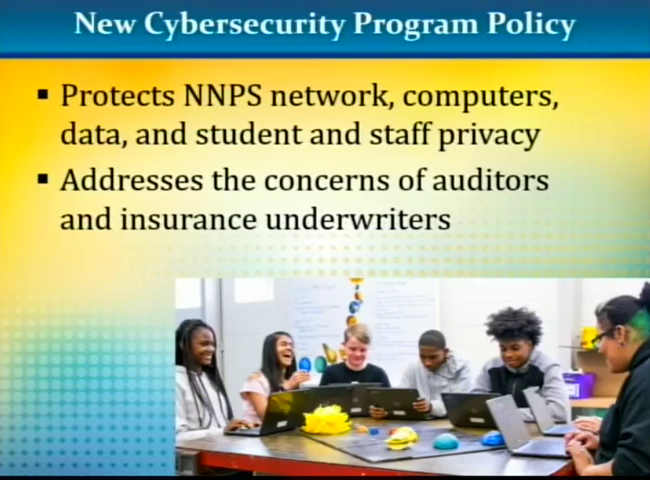 New Cybersecurity Program Policy
▪ Protects NNPS network, computers,
data, and student and staff privacy
▪ Addresses the concerns of auditors
and insurance underwriters